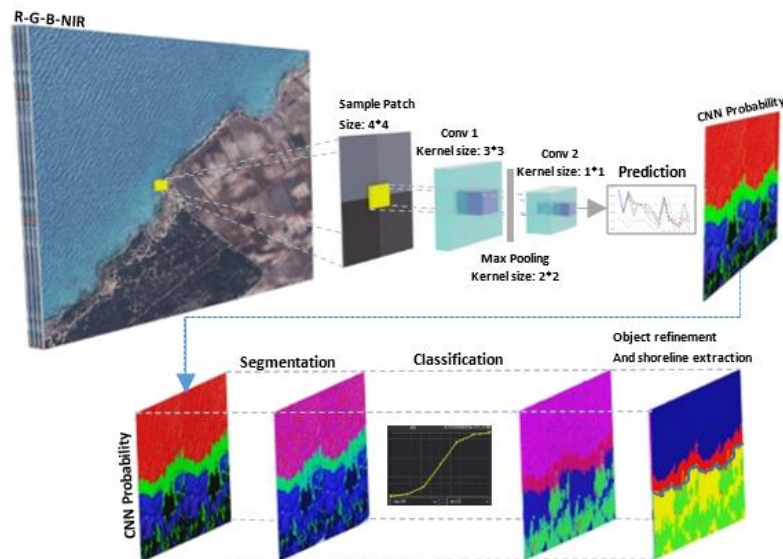 R-G-B-NIR
Sample Patch
Size: 4*4
Conv 1
Kernel size: 3*3
Conv 2
Kernel size: 1*1
Prediction
CNN Probability
Max Pooling
Kernel size: 2*2
Segmentation
Classification
Object refinement
And shoreline extraction
CNN Probability